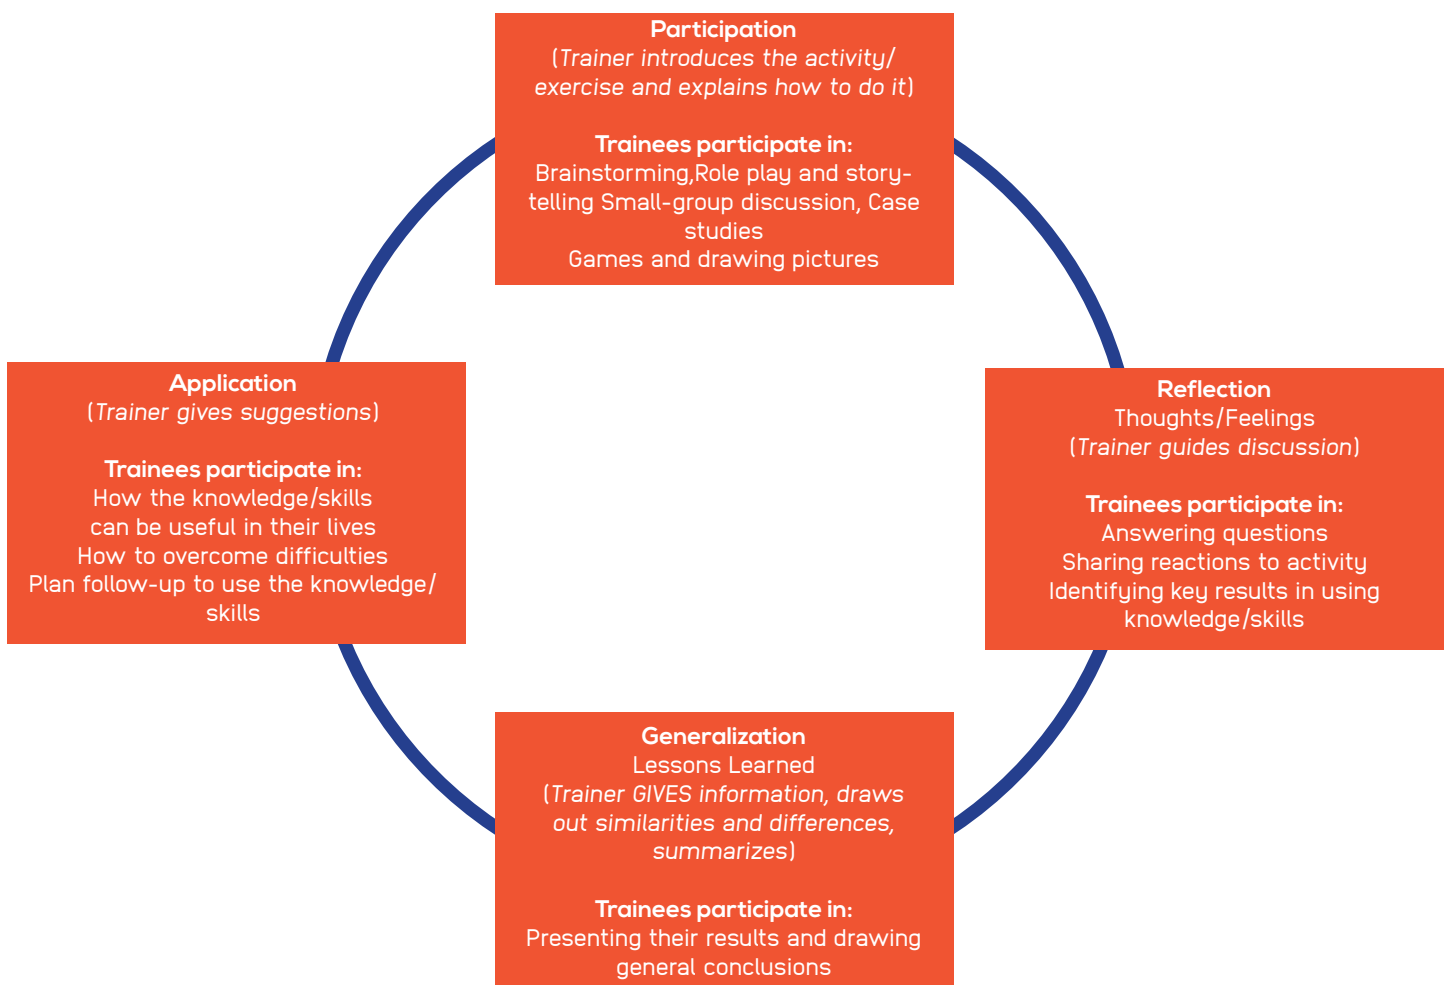 Participation
(Trainer introduces the activity/
exercise and explains how to do it)
Trainees participate in:
Brainstorming,Role play and story-
telling Small-group discussion, Case
studies
Games and drawing pictures
Application
(Trainer gives suggestions)
Trainees participate in:
How the knowledge/skills
can be useful in their lives
How to overcome difficulties
Plan follow-up to use the knowledge/
skills
Reflection
Thoughts/Feelings
(Trainer guides discussion)
Trainees participate in:
Answering questions
Sharing reactions to activity
Identifying key results in using
knowledge/skills
Generalization
Lessons Learned
(Trainer GIVES information, draws
out similarities and differences,
summarizes)
Trainees participate in:
Presenting their results and drawing
general conclusions